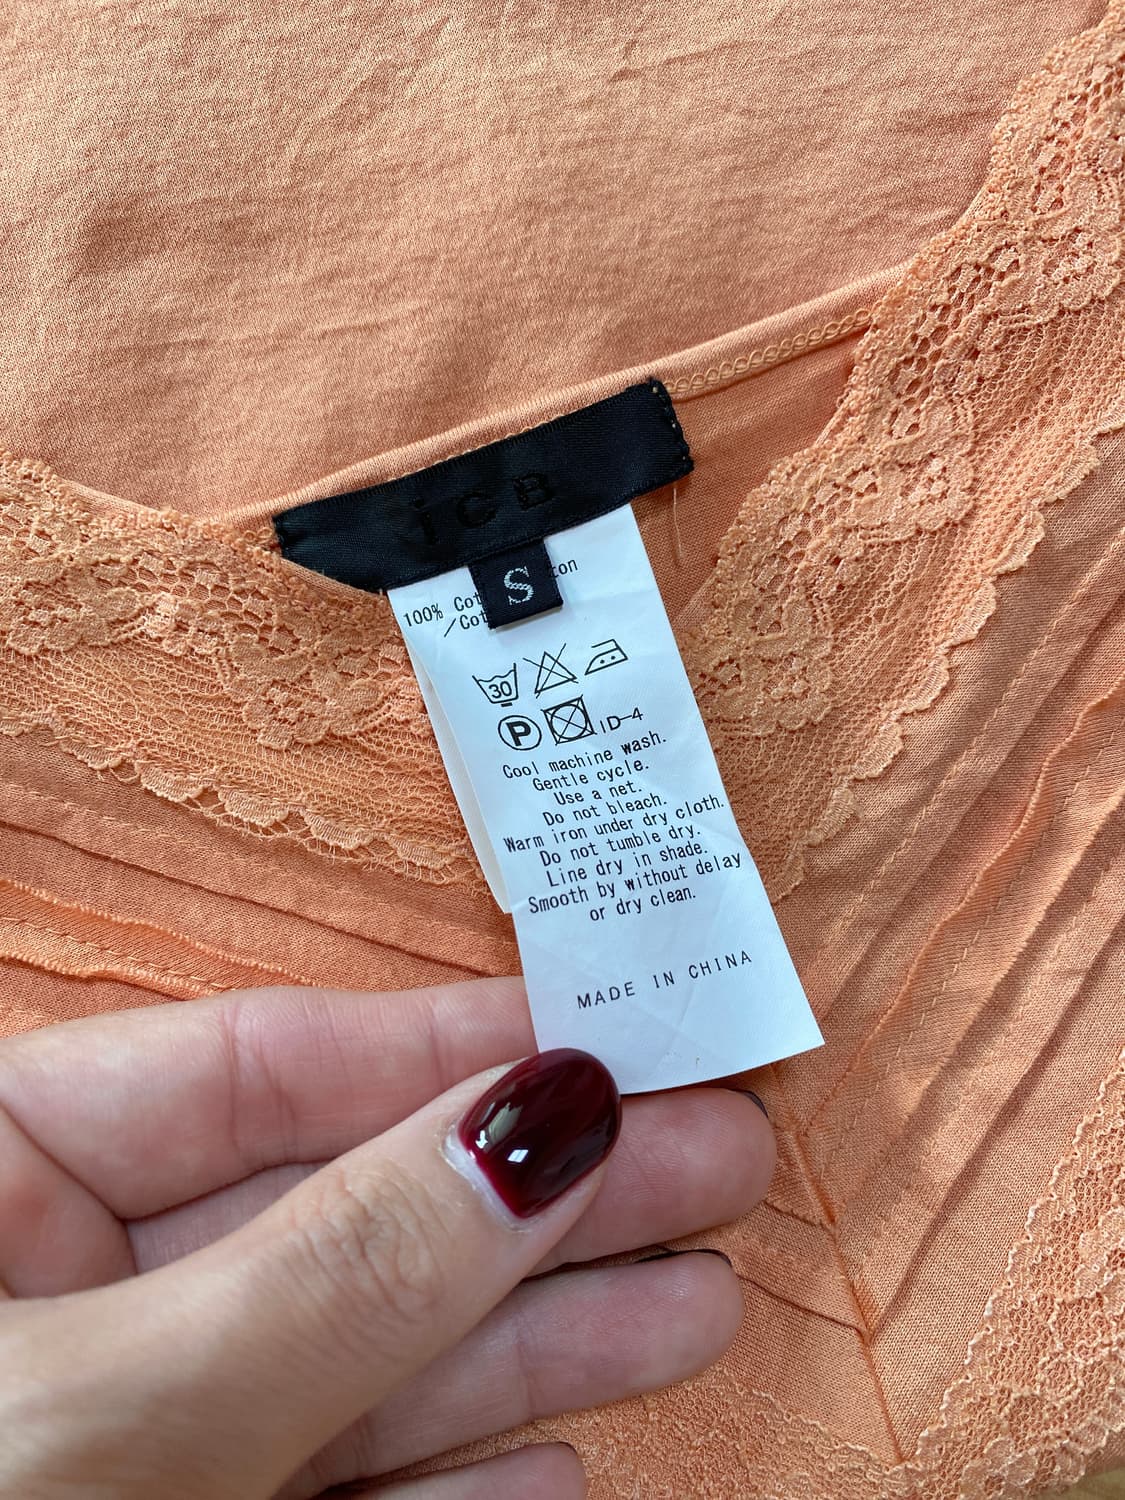 iCB
S
100% Cot ton
/Cot
30
P ID-4
Cool machine wash.
Gentle cycle.
Use a net.
Do not bleach.
Warm iron under dry cloth.
Do not tumble dry.
Line dry in shade.
Smooth by without delay
or dry clean.
MADE IN CHINA